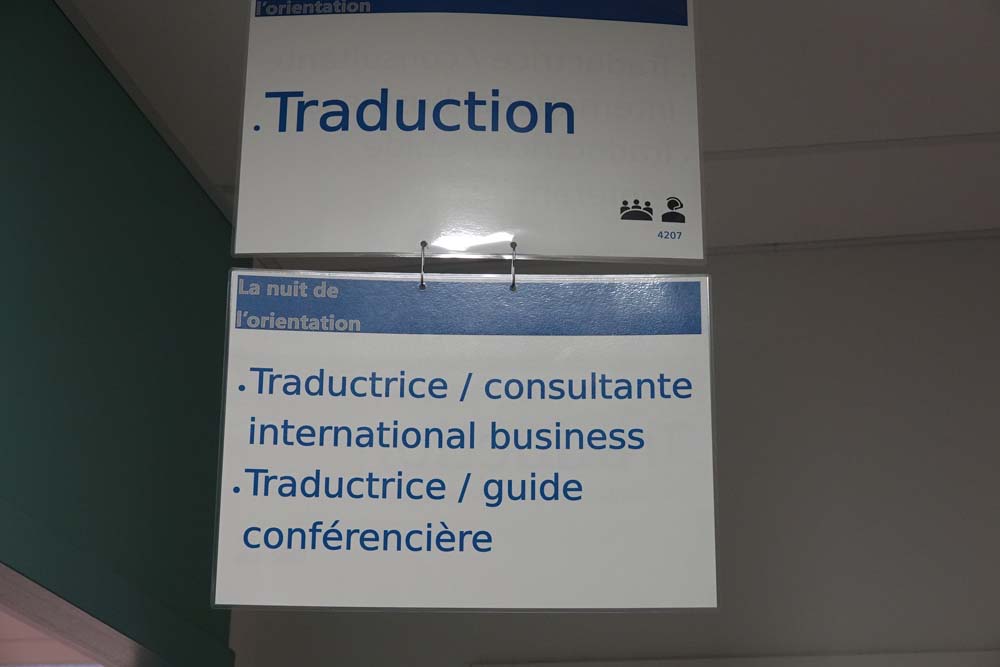 l'orientation
.Traduction
4207
La nuit de
l'orientation
.Traductrice / consultante
international business
.Traductrice / guide
conférencière